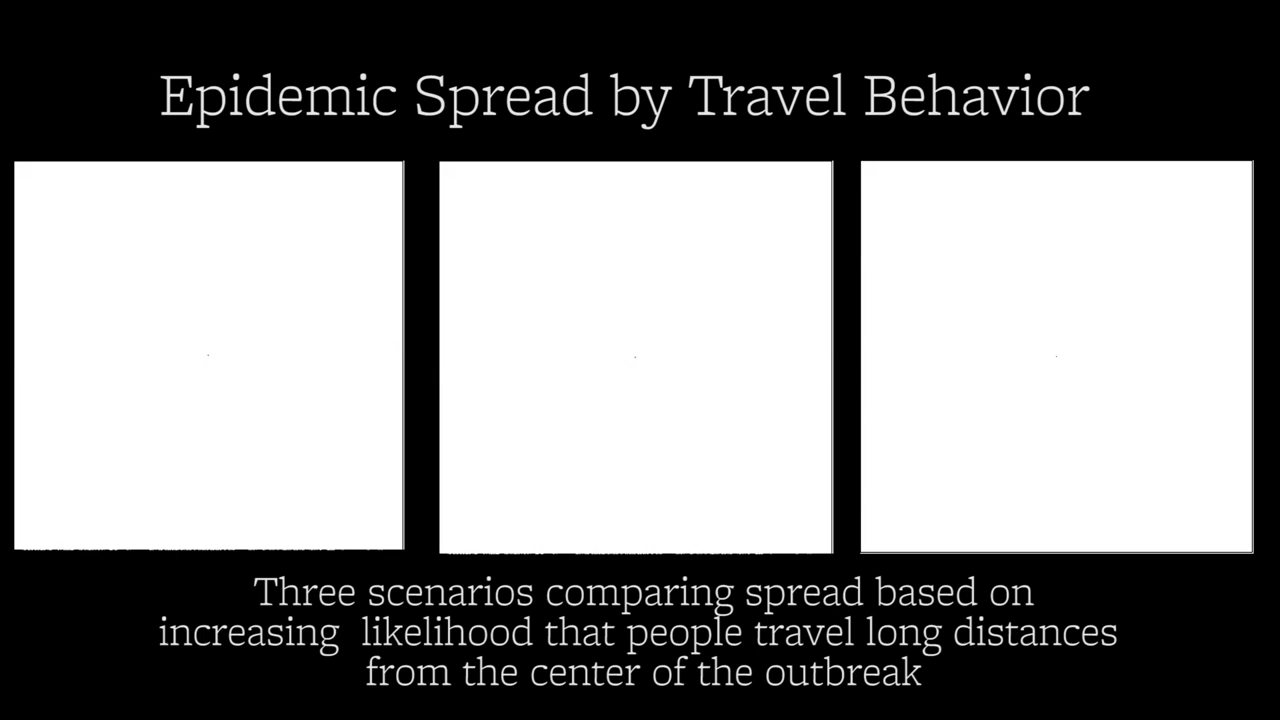 Epidemic Spread by Travel Behavior
Three scenarios comparing spread based on
increasing  likelihood that people travel long distances
from the center of the outbreak